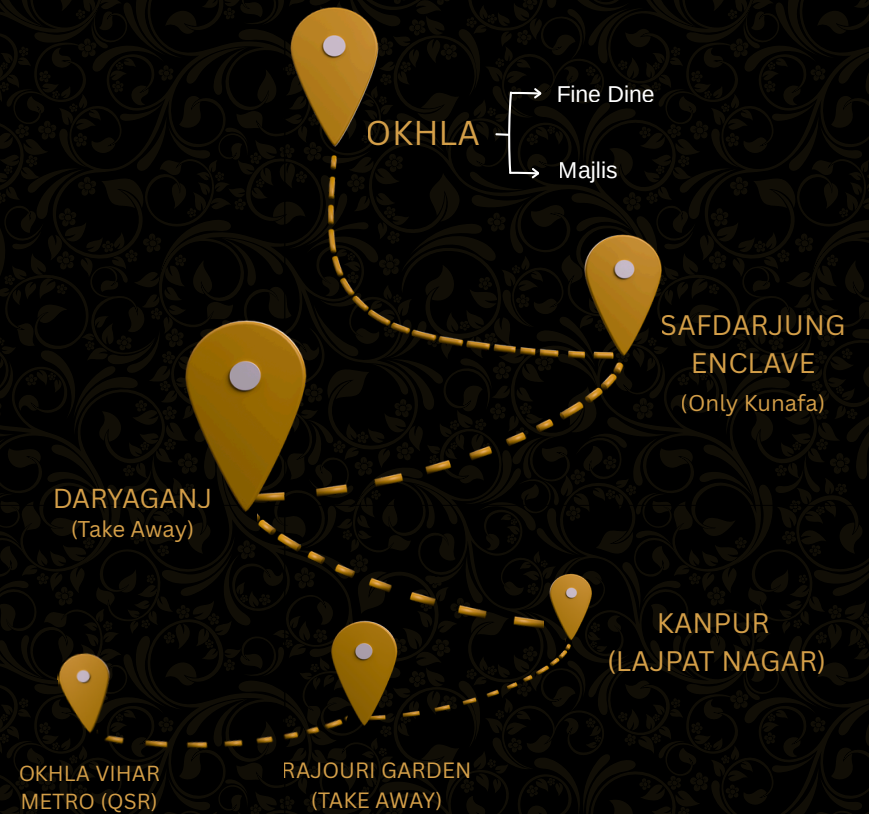 Fine Dine
OKHLA
Majlis
SAFDARJUNG
ENCLAVE
(Only Kunafa)
DARYAGANJ
(Take Away)
KANPUR
(LAJPAT NAGAR)
RAJOURI GARDEN
(TAKE AWAY)
OKHLA VIHAR
METRO (QSR)